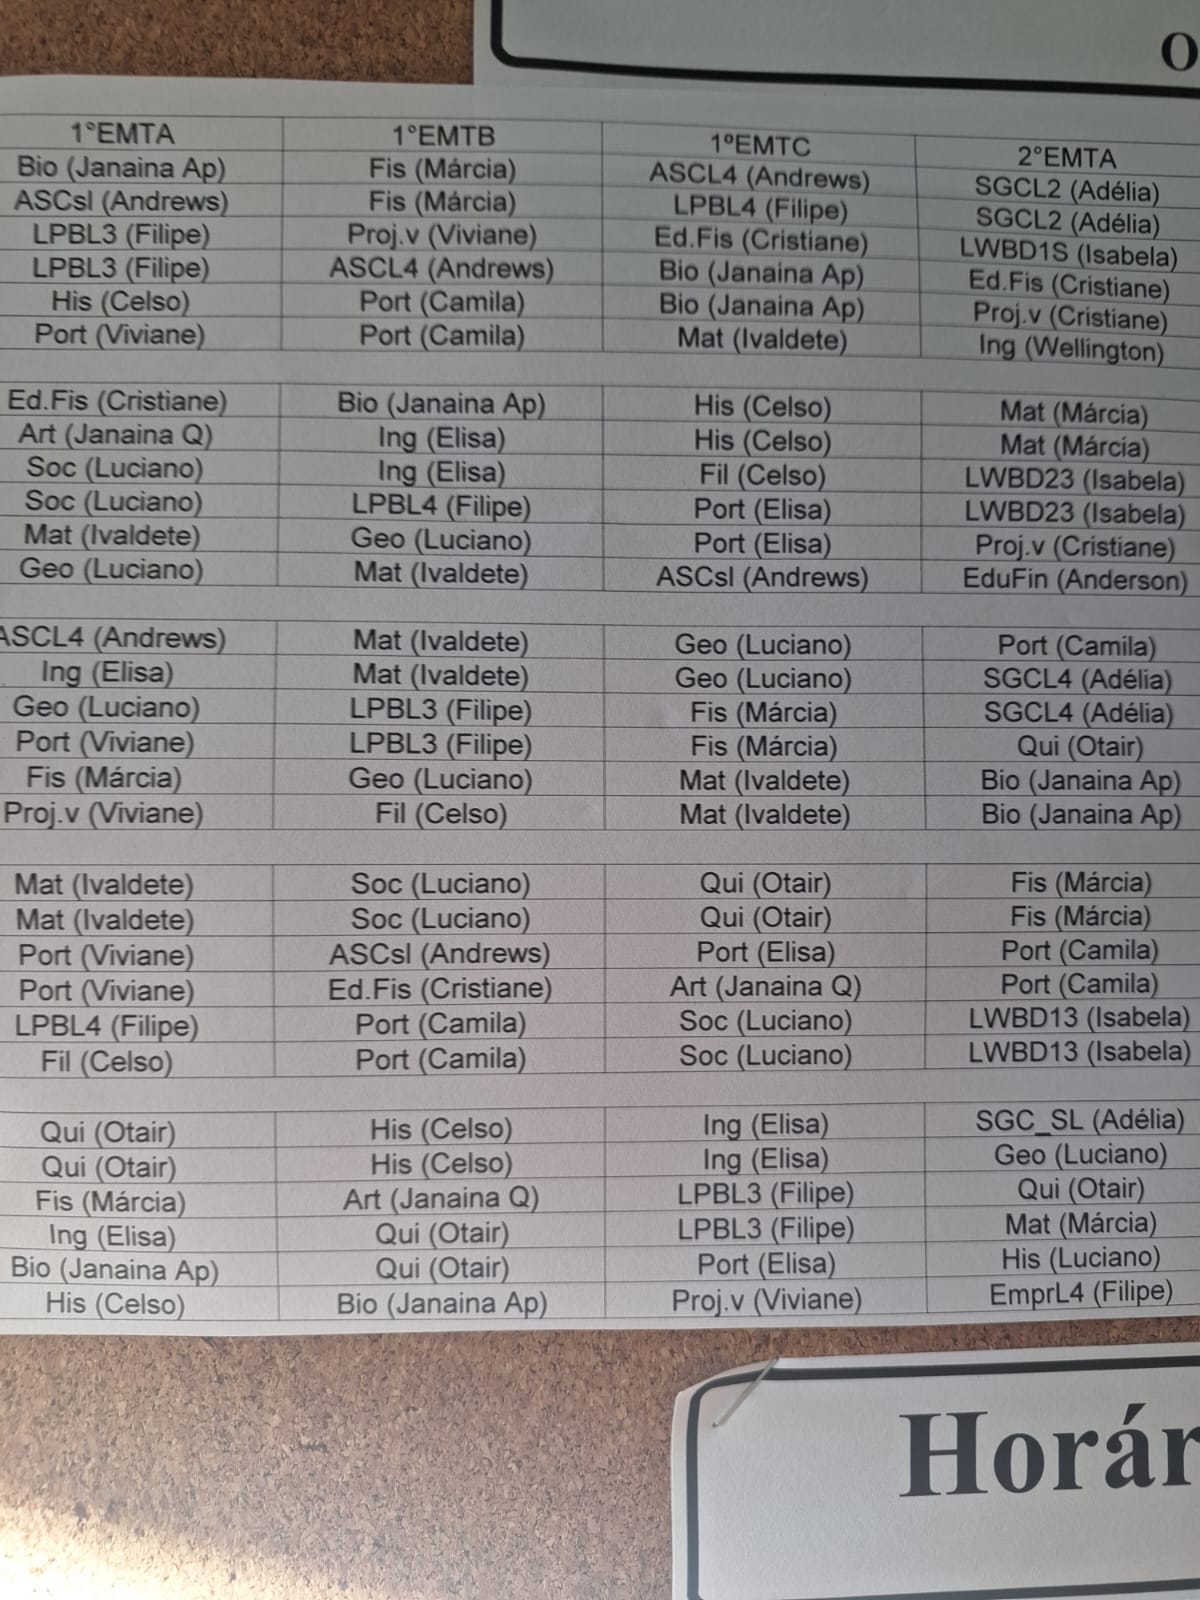 O
1°EMTA 1°EMTB 1ºEMTC 2°EMTA
Bio (Janaina Ap) Fis (Márcia) ASCL4 (Andrews) SGCL2 (Adélia)
ASCsl (Andrews) Fis (Márcia) LPBL4 (Filipe) SGCL2 (Adélia)
LPBL3 (Filipe) Proj.v (Viviane) Ed.Fis (Cristiane) LWBD1S (Isabela)
LPBL3 (Filipe) ASCL4 (Andrews) Bio (Janaina Ap) Ed.Fis (Cristiane)
His (Celso) Port (Camila) Bio (Janaina Ap) Proj.v (Cristiane)
Port (Viviane) Port (Camila) Mat (Ivaldete) Ing (Wellington)
Ed.Fis (Cristiane) Bio (Janaina Ap) His (Celso) Mat (Márcia)
Art (Janaina Q) Ing (Elisa) His (Celso) Mat (Márcia)
Soc (Luciano) Ing (Elisa) Fil (Celso) LWBD23 (Isabela)
Soc (Luciano) LPBL4 (Filipe) Port (Elisa) LWBD23 (Isabela)
Mat (Ivaldete) Geo (Luciano) Port (Elisa) Proj.v (Cristiane)
Geo (Luciano) Mat (Ivaldete) ASCsl (Andrews) EduFin (Anderson)
ASCL4 (Andrews) Mat (Ivaldete) Geo (Luciano) Port (Camila)
Ing (Elisa) Mat (Ivaldete) Geo (Luciano) SGCL4 (Adélia)
Geo (Luciano) LPBL3 (Filipe) Fis (Márcia) SGCL4 (Adélia)
Port (Viviane) LPBL3 (Filipe) Fis (Márcia) Qui (Otair)
Fis (Márcia) Geo (Luciano) Mat (Ivaldete) Bio (Janaina Ap)
Proj.v (Viviane) Fil (Celso) Mat (Ivaldete) Bio (Janaina Ap)
Mat (Ivaldete) Soc (Luciano) Qui (Otair) Fis (Márcia)
Mat (Ivaldete) Soc (Luciano) Qui (Otair) Fis (Márcia)
Port (Viviane) ASCsl (Andrews) Port (Elisa) Port (Camila)
Port (Viviane) Ed.Fis (Cristiane) Art (Janaina Q) Port (Camila)
LPBL4 (Filipe) Port (Camila) Soc (Luciano) LWBD13 (Isabela)
Fil (Celso) Port (Camila) Soc (Luciano) LWBD13 (Isabela)
Qui (Otair) His (Celso) Ing (Elisa) SGC_SL (Adélia)
Qui (Otair) His (Celso) Ing (Elisa) Geo (Luciano)
Fis (Márcia) Art (Janaina Q) LPBL3 (Filipe) Qui (Otair)
Ing (Elisa) Qui (Otair) LPBL3 (Filipe) Mat (Márcia)
Bio (Janaina Ap) Qui (Otair) Port (Elisa) His (Luciano)
His (Celso) Bio (Janaina Ap) Proj.v (Viviane) EmprL4 (Filipe)
Horár